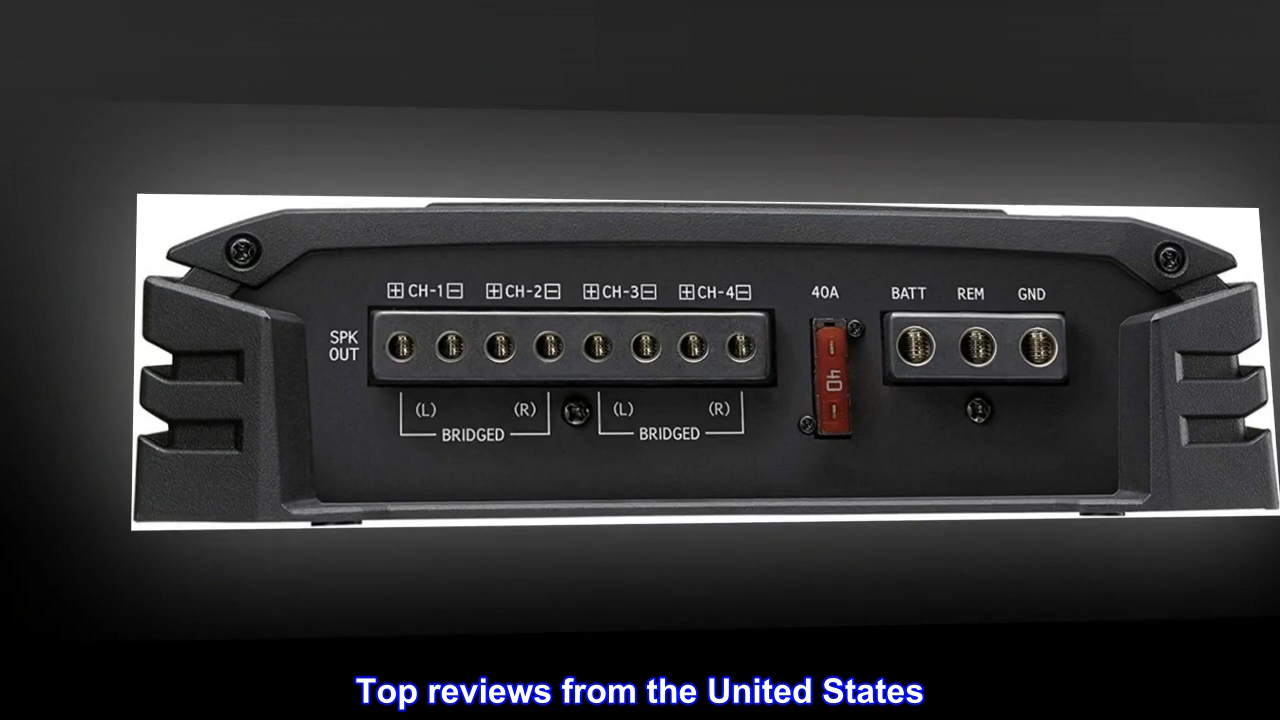 ⊞ CH-1 ⊟ ⊞ CH-2 ⊟ ⊞ CH-3 ⊟ ⊞ CH-4 ⊟
40A
BATT REM GND
SPK
OUT
40
(L) (R) (L) (R)
BRIDGED BRIDGED
Top reviews from the United States